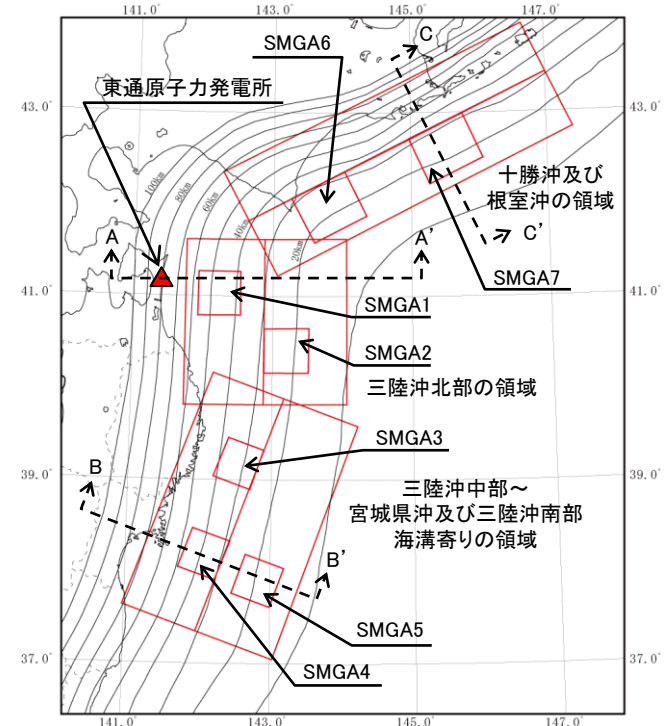 141.0°
143.0°
145.0°
147.0°
SMGA6
C
東通原子力発電所
43.0°
43.0°
100km
80km
60km
40km
20km
十勝沖及び
根室沖の領域
A
A'
C'
SMGA7
41.0°
41.0°
SMGA1
SMGA2
三陸沖北部の領域
SMGA3
B
39.0°
39.0°
三陸沖中部~
宮城県沖及び三陸沖南部
海溝寄りの領域
B'
SMGA5
SMGA4
37.0°
37.0°
141.0°
143.0°
145.0°
147.0°